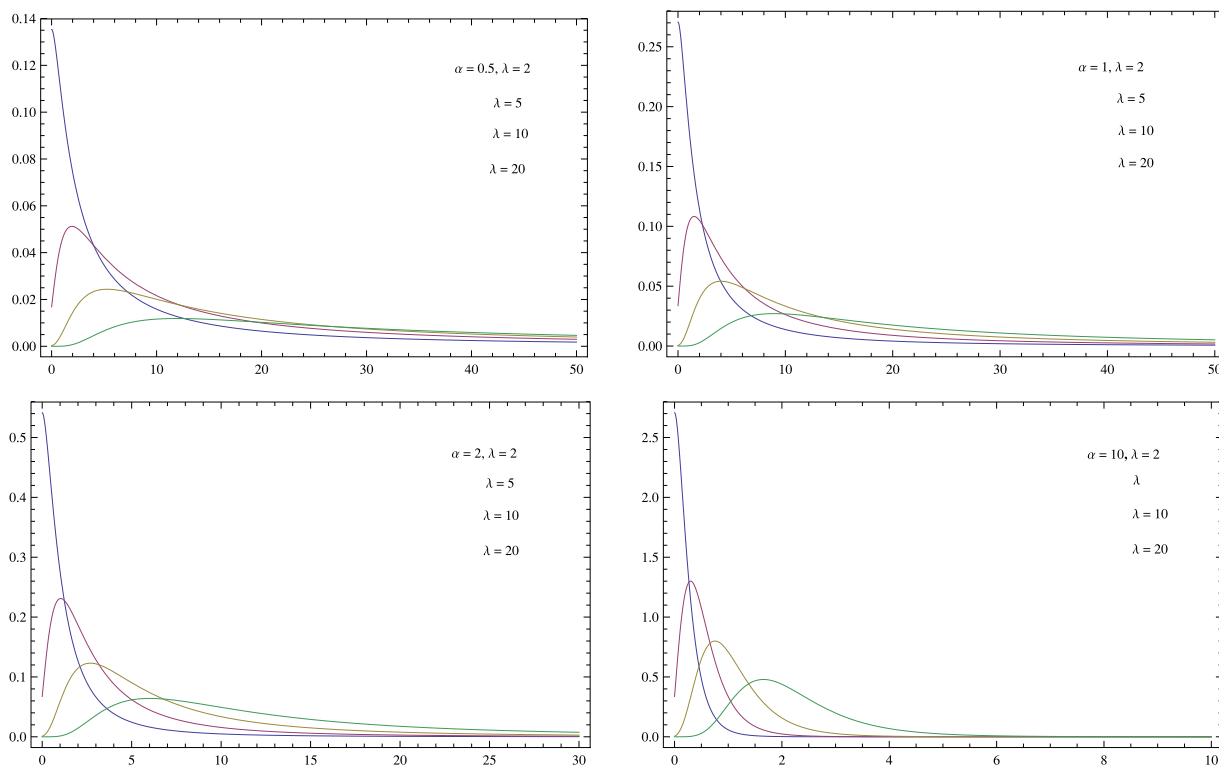 0.14
0.12
0.10
0.08
0.06
0.04
0.02
0.00
0 10 20 30 40 50
α = 0.5, λ = 2
λ = 5
λ = 10
λ = 20
0.25
0.20
0.15
0.10
0.05
0.00
0 10 20 30 40 50
α = 1, λ = 2
λ = 5
λ = 10
λ = 20
0.5
0.4
0.3
0.2
0.1
0.0
0 5 10 15 20 25 30
α = 2, λ = 2
λ = 5
λ = 10
λ = 20
2.5
2.0
1.5
1.0
0.5
0.0
0 2 4 6 8 10
α = 10, λ = 2
λ
λ = 10
λ = 20